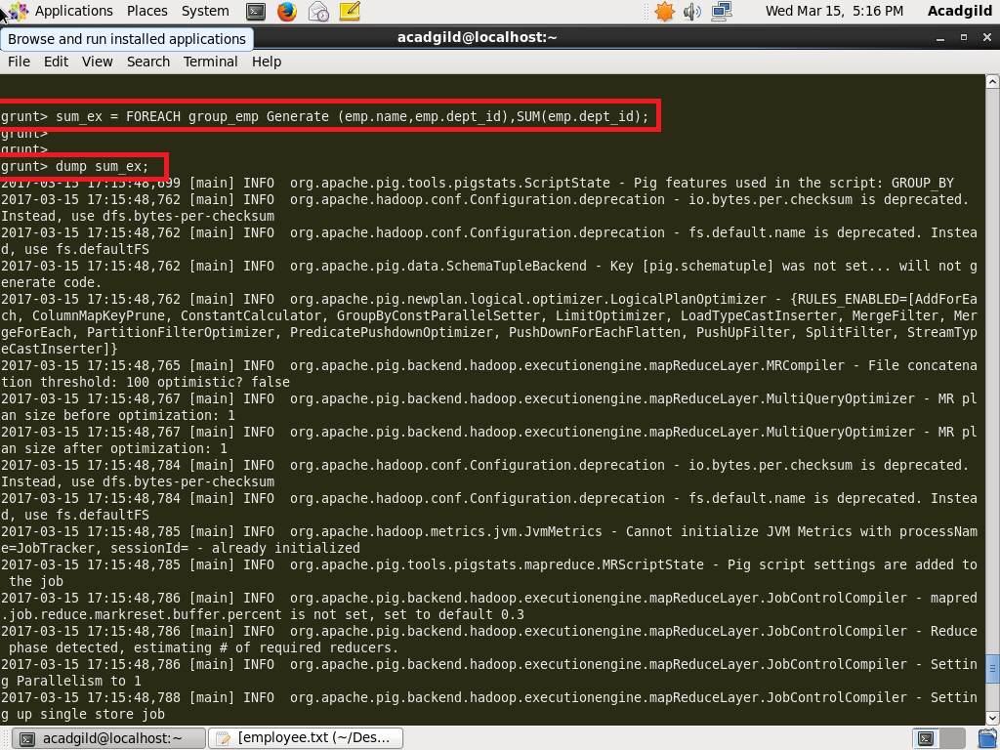 Applications Places System Wed Mar 15, 5:16 PM Acadgild
Browse and run installed applications
acadgild@localhost:~
File Edit View Search Terminal Help
grunt> sum_ex = FOREACH group_emp Generate (emp.name,emp.dept_id),SUM(emp.dept_id);
grunt>
grunt>
grunt> dump sum_ex;
2017-03-15 17:15:48,699 [main] INFO  org.apache.pig.tools.pigstats.ScriptState - Pig features used in the script: GROUP_BY
2017-03-15 17:15:48,762 [main] INFO  org.apache.hadoop.conf.Configuration.deprecation - io.bytes.per.checksum is deprecated.
Instead, use dfs.bytes-per-checksum
2017-03-15 17:15:48,762 [main] INFO  org.apache.hadoop.conf.Configuration.deprecation - fs.default.name is deprecated. Instea
d, use fs.defaultFS
2017-03-15 17:15:48,762 [main] INFO  org.apache.pig.data.SchemaTupleBackend - Key [pig.schematuple] was not set... will not g
enerate code.
2017-03-15 17:15:48,762 [main] INFO  org.apache.pig.newplan.logical.optimizer.LogicalPlanOptimizer - {RULES_ENABLED=[AddForEa
ch, ColumnMapKeyPrune, ConstantCalculator, GroupByConstParallelSetter, LimitOptimizer, LoadTypeCastInserter, MergeFilter, Mer
geForEach, PartitionFilterOptimizer, PredicatePushdownOptimizer, PushDownForEachFlatten, PushUpFilter, SplitFilter, StreamTyp
eCastInserter]}
2017-03-15 17:15:48,765 [main] INFO  org.apache.pig.backend.hadoop.executionengine.mapReduceLayer.MRCompiler - File concatena
tion threshold: 100 optimistic? false
2017-03-15 17:15:48,767 [main] INFO  org.apache.pig.backend.hadoop.executionengine.mapReduceLayer.MultiQueryOptimizer - MR pl
an size before optimization: 1
2017-03-15 17:15:48,767 [main] INFO  org.apache.pig.backend.hadoop.executionengine.mapReduceLayer.MultiQueryOptimizer - MR pl
an size after optimization: 1
2017-03-15 17:15:48,784 [main] INFO  org.apache.hadoop.conf.Configuration.deprecation - io.bytes.per.checksum is deprecated.
Instead, use dfs.bytes-per-checksum
2017-03-15 17:15:48,784 [main] INFO  org.apache.hadoop.conf.Configuration.deprecation - fs.default.name is deprecated. Instea
d, use fs.defaultFS
2017-03-15 17:15:48,785 [main] INFO  org.apache.hadoop.metrics.jvm.JvmMetrics - Cannot initialize JVM Metrics with processNam
e=JobTracker, sessionId= - already initialized
2017-03-15 17:15:48,785 [main] INFO  org.apache.pig.tools.pigstats.mapreduce.MRScriptState - Pig script settings are added to
the job
2017-03-15 17:15:48,786 [main] INFO  org.apache.pig.backend.hadoop.executionengine.mapReduceLayer.JobControlCompiler - mapred
.job.reduce.markreset.buffer.percent is not set, set to default 0.3
2017-03-15 17:15:48,786 [main] INFO  org.apache.pig.backend.hadoop.executionengine.mapReduceLayer.JobControlCompiler - Reduce
phase detected, estimating # of required reducers.
2017-03-15 17:15:48,786 [main] INFO  org.apache.pig.backend.hadoop.executionengine.mapReduceLayer.JobControlCompiler - Settin
g Parallelism to 1
2017-03-15 17:15:48,788 [main] INFO  org.apache.pig.backend.hadoop.executionengine.mapReduceLayer.JobControlCompiler - Settin
g up single store job
acadgild@localhost:~ [employee.txt (~/Des...